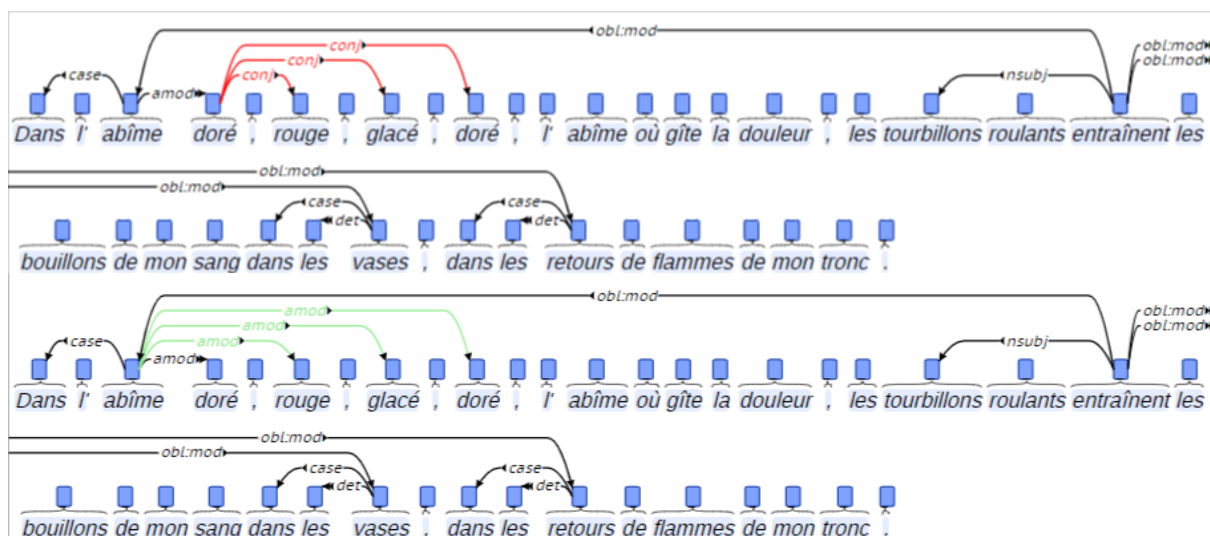 obl:mod
conj obl:mod
conj obl:mod
case conj nsubj
amod
Dans l' abîme doré , rouge , glacé , doré , l' abîme où gîte la douleur , les tourbillons roulants entraînent les
obl:mod
obl:mod
case case
det det
bouillons de mon sang dans les vases , dans les retours de flammes de mon tronc .
obl:mod
amod obl:mod
amod obl:mod
case amod nsubj
amod
Dans l' abîme doré , rouge , glacé , doré , l' abîme où gîte la douleur , les tourbillons roulants entraînent les
obl:mod
obl:mod
case case
det det
bouillons de mon sang dans les vases , dans les retours de flammes de mon tronc .